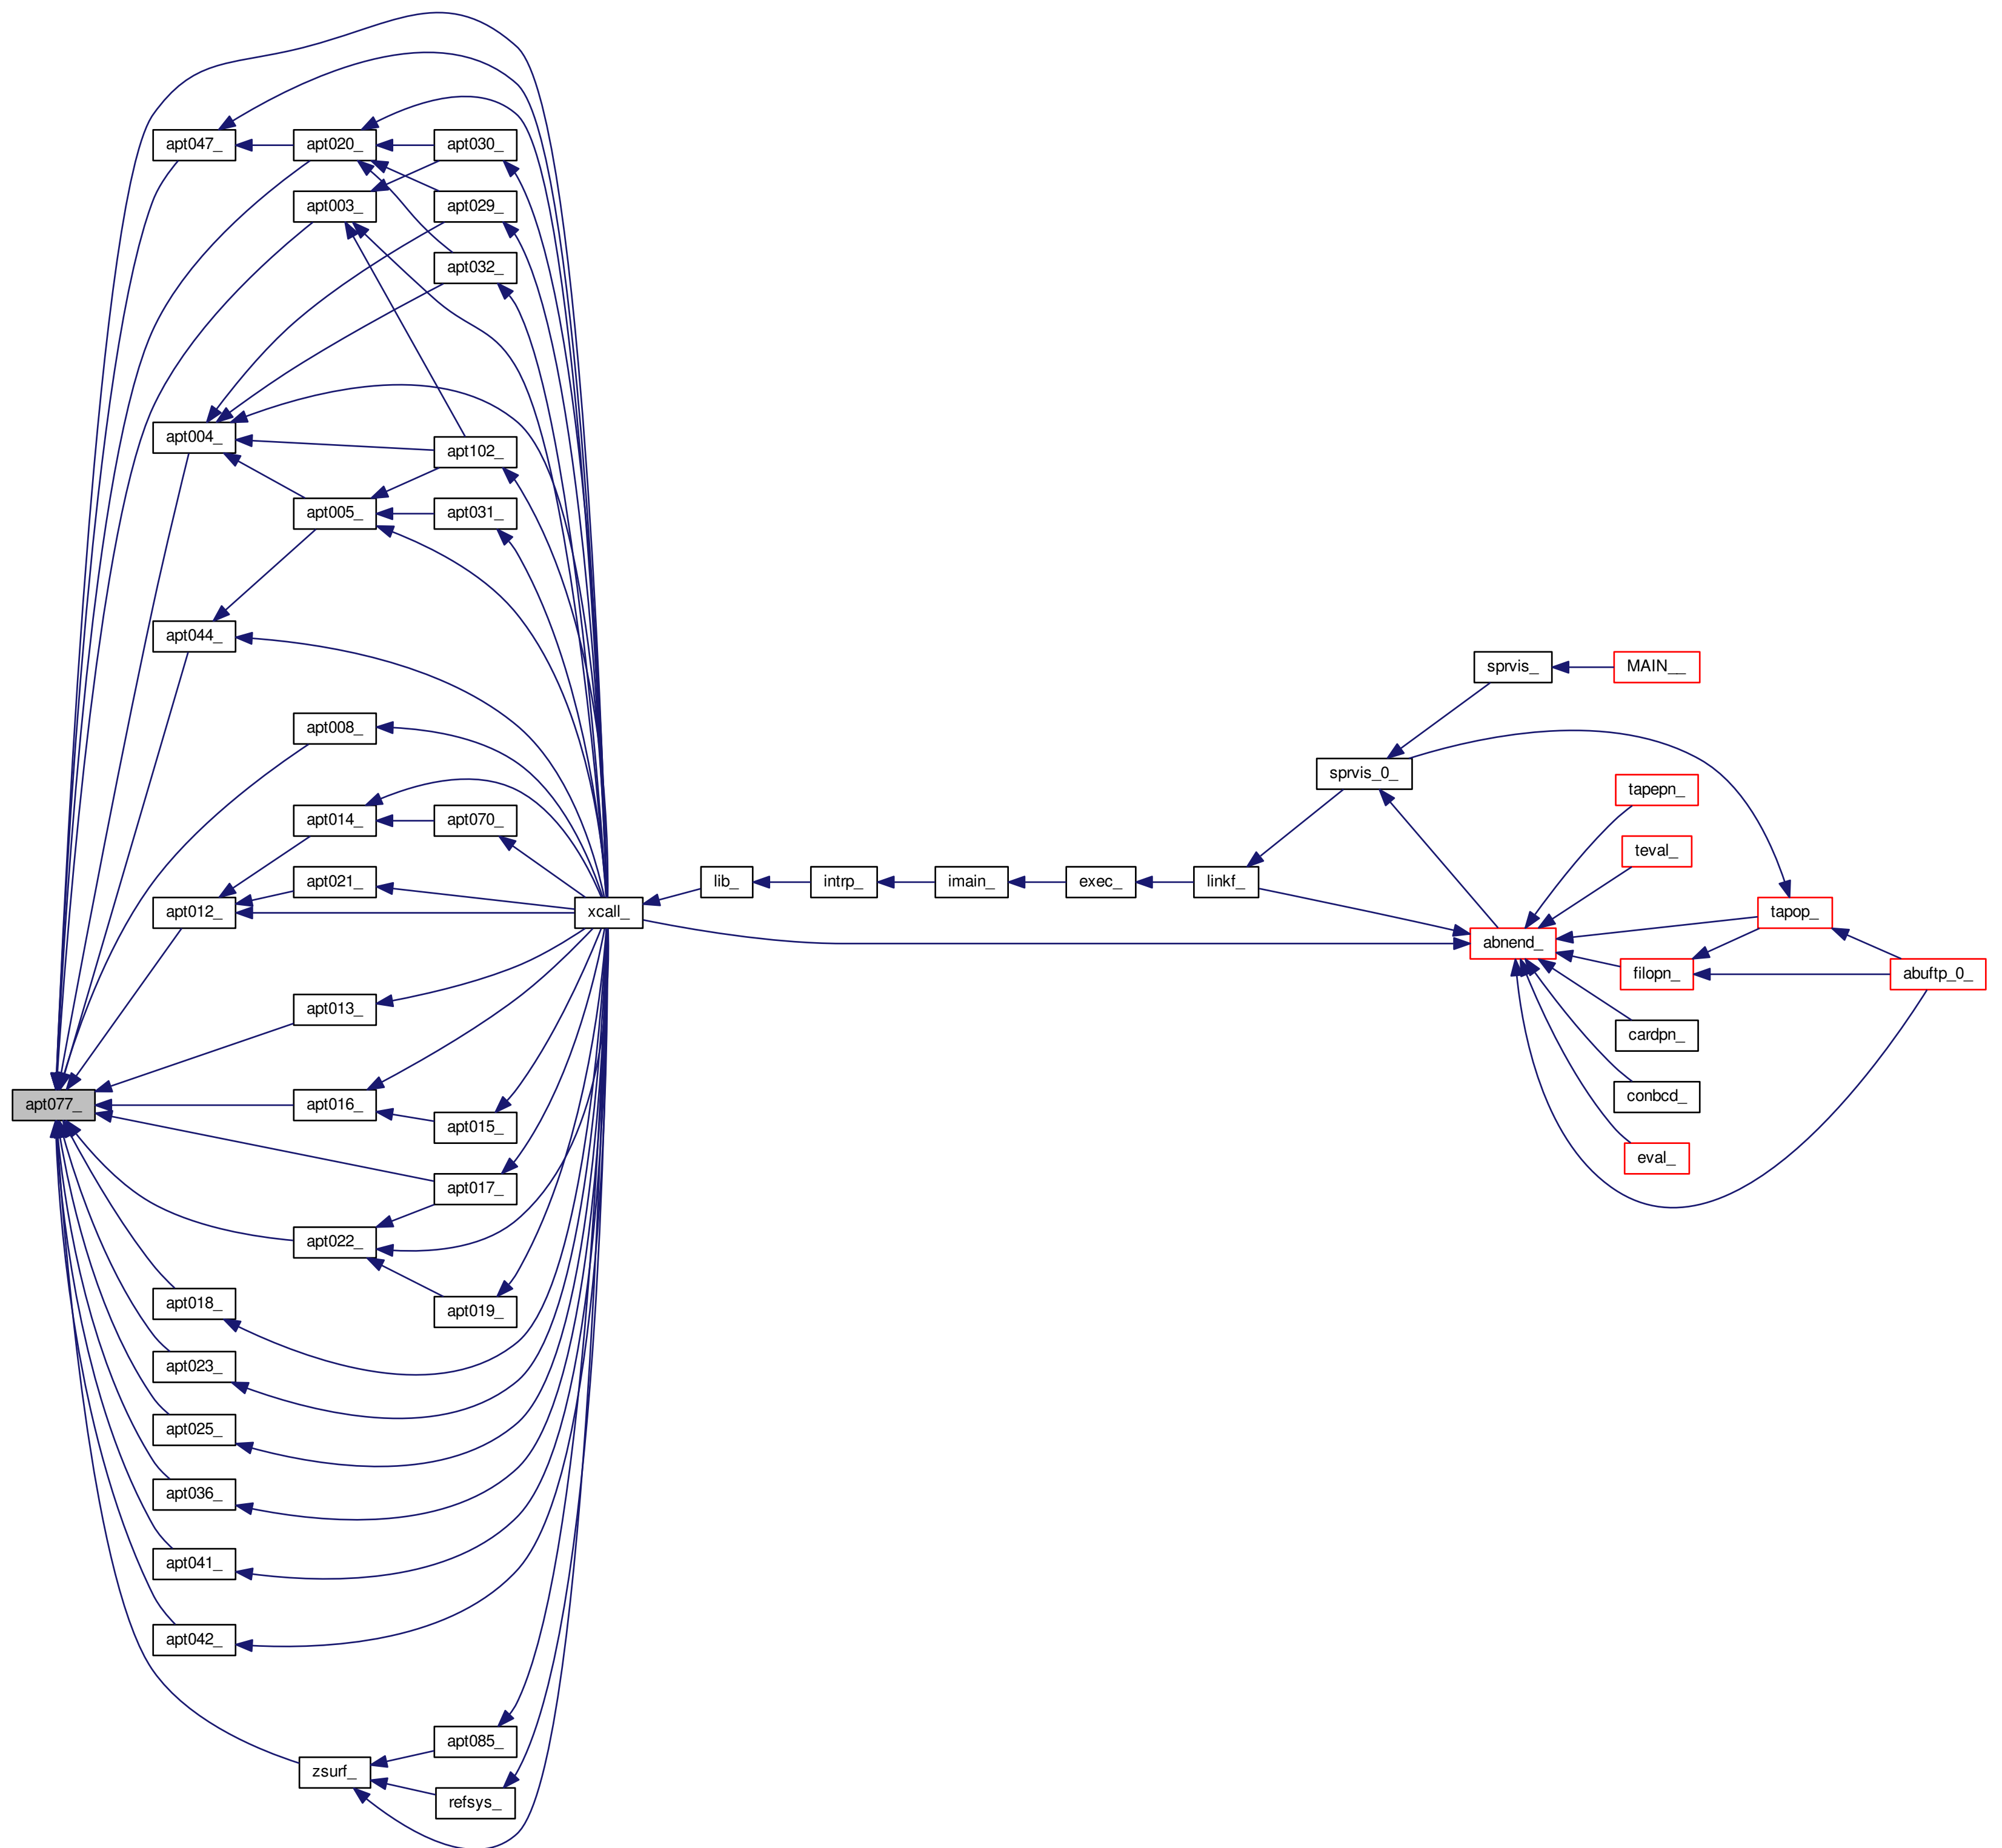 apt047_
apt020_
apt030_
apt003_
apt029_
apt032_
apt004_
apt102_
apt005_
apt031_
apt044_
sprvis_
MAIN__
apt008_
sprvis_0_
tapepn_
apt014_
apt070_
teval_
apt021_
lib_
intrp_
imain_
exec_
linkf_
apt012_
xcall_
tapop_
abnend_
filopn_
abuftp_0_
apt013_
cardpn_
conbcd_
apt077_
apt016_
apt015_
eval_
apt017_
apt022_
apt018_
apt019_
apt023_
apt025_
apt036_
apt041_
apt042_
apt085_
zsurf_
refsys_